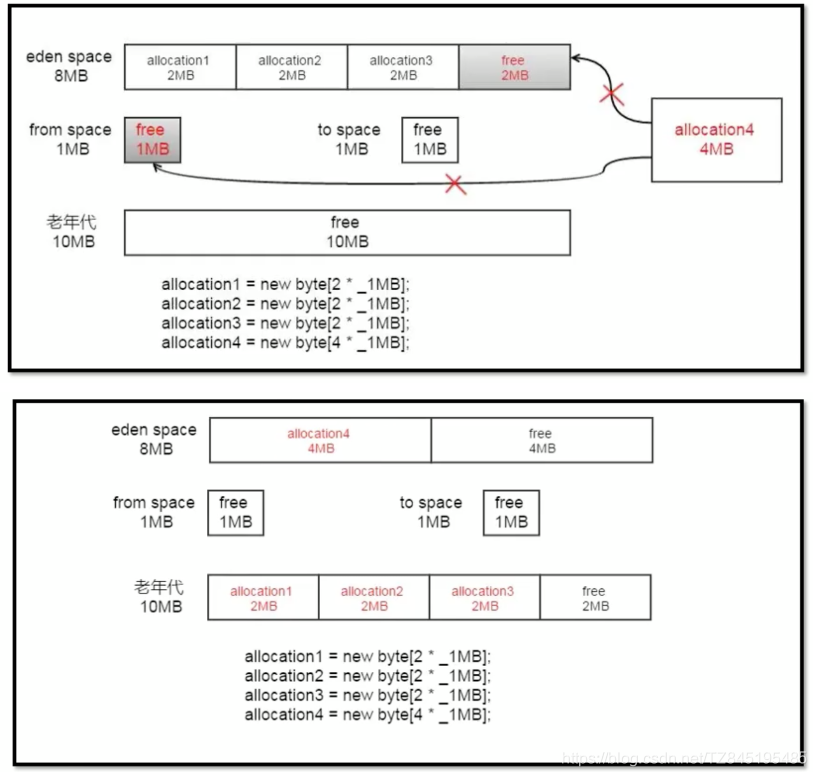 eden space
8MB
allocation1
2MB
allocation2
2MB
allocation3
2MB
free
2MB
from space
1MB
free
1MB
to space
1MB
free
1MB
allocation4
4MB
老年代
10MB
free
10MB
allocation1 = new byte[2 * _1MB];
allocation2 = new byte[2 * _1MB];
allocation3 = new byte[2 * _1MB];
allocation4 = new byte[4 * _1MB];
eden space
8MB
allocation4
4MB
free
4MB
from space
1MB
free
1MB
to space
1MB
free
1MB
老年代
10MB
allocation1
2MB
allocation2
2MB
allocation3
2MB
free
2MB
allocation1 = new byte[2 * _1MB];
allocation2 = new byte[2 * _1MB];
allocation3 = new byte[2 * _1MB];
allocation4 = new byte[4 * _1MB];
https://blog.csdn.net/TZ845195485